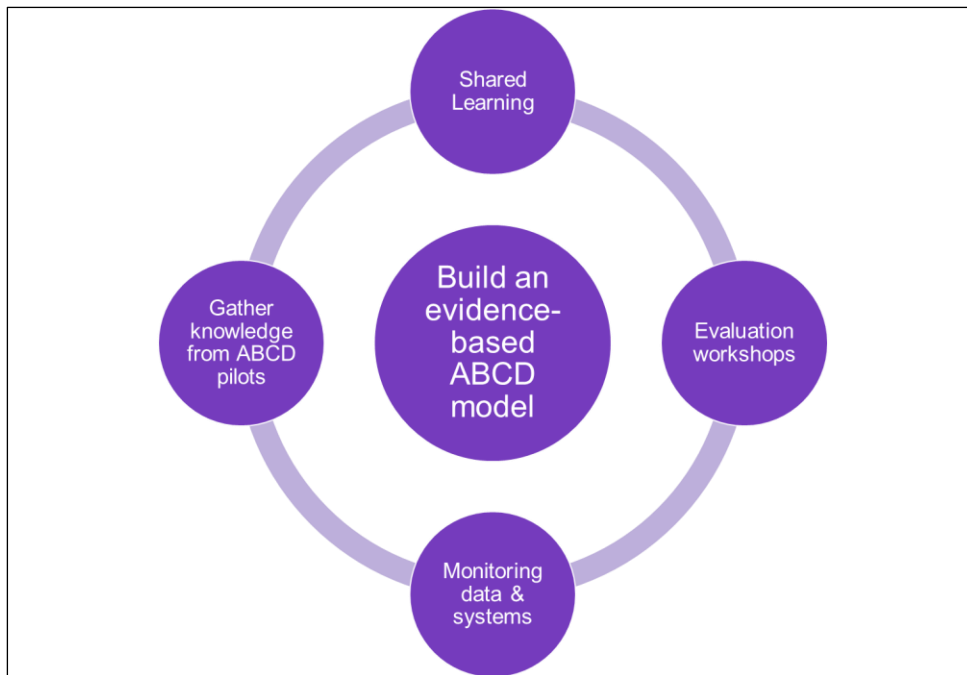 Shared
Learning
Gather
knowledge
from ABCD
pilots
Build an
evidence-
based
ABCD
model
Evaluation
workshops
Monitoring
data &
systems